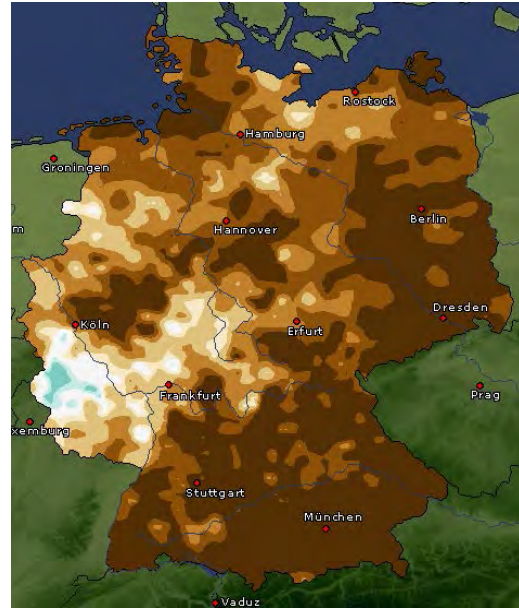 Rostock
Hamburg
Groningen
m
Berlin
Hannover
Dresden
Köln
Erfurt
Frankfurt
Prag
xemburg
Stuttgart
München
Vaduz